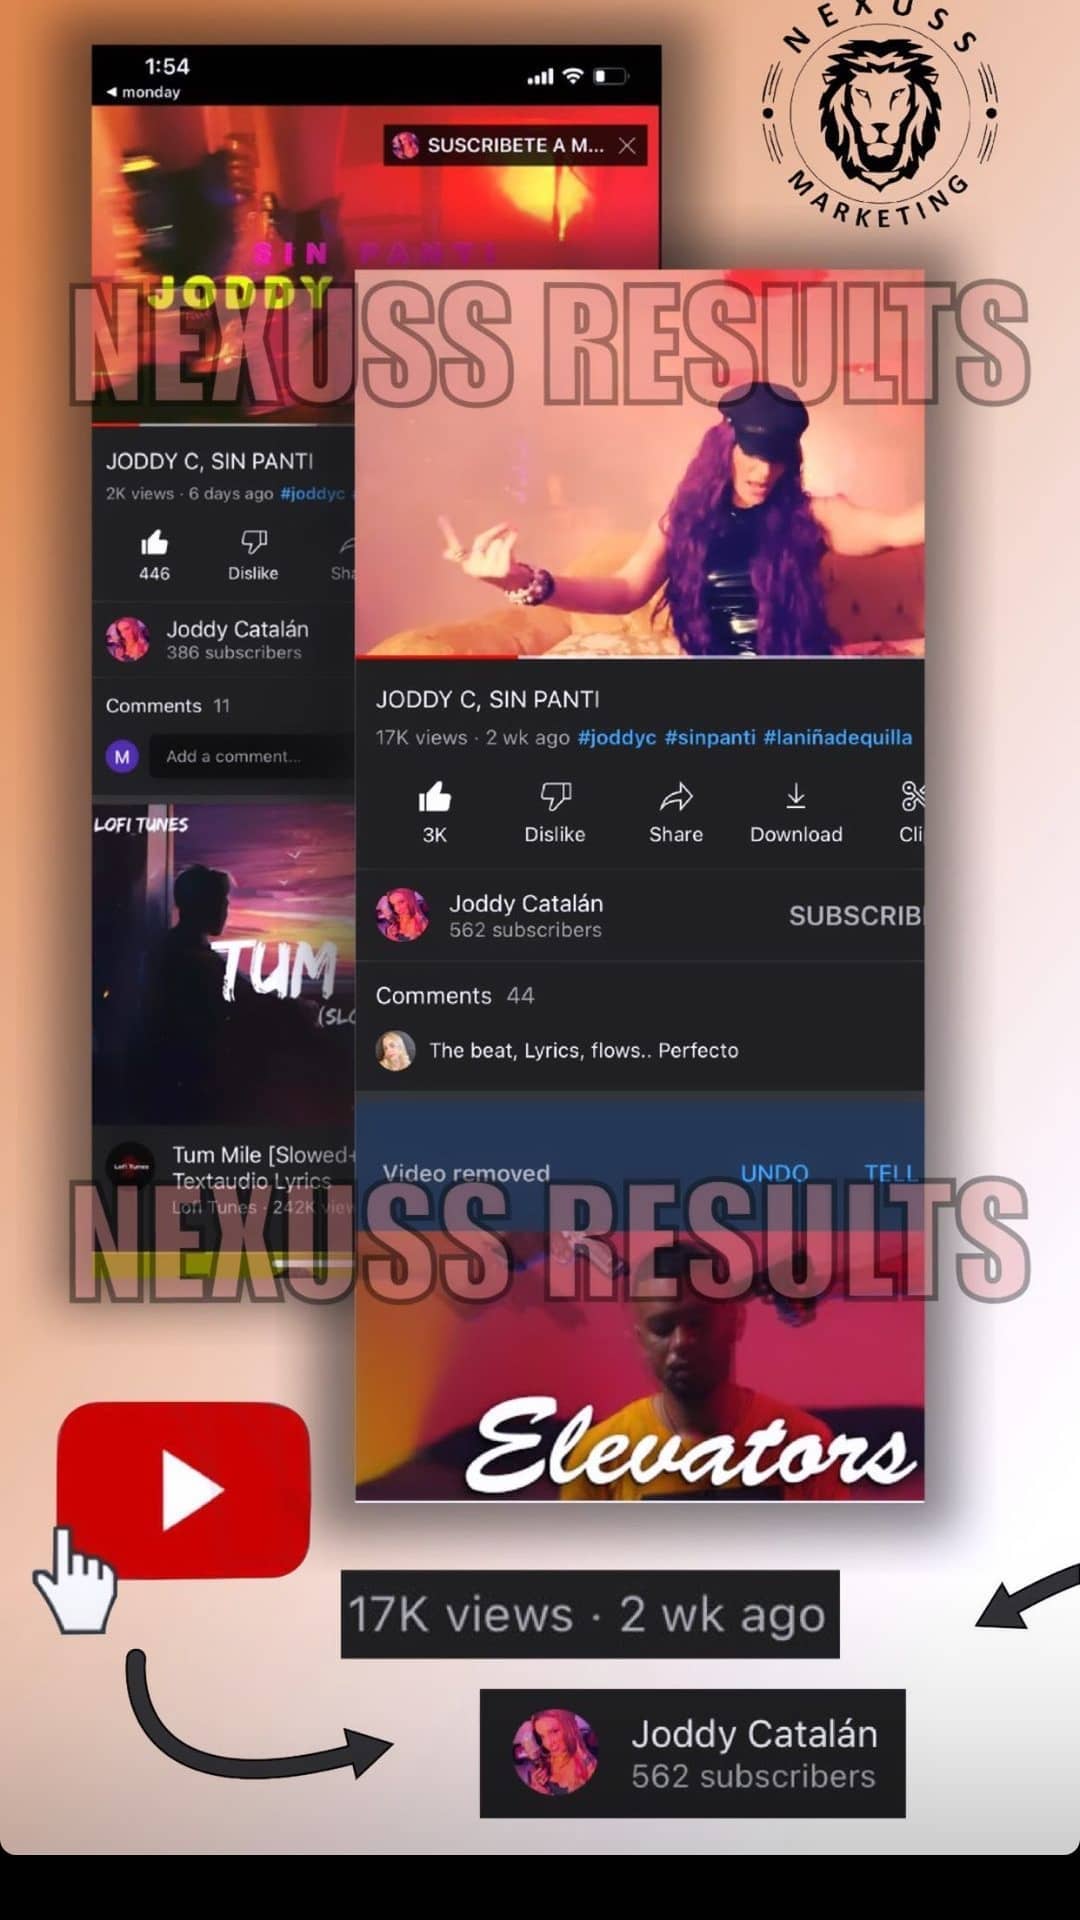 1:54
◀ monday
NEXUSS
MARKETING
SUSCRIBETE A M...
SIN PANTI
JODDY
NEXUSS RESULTS
JODDY C, SIN PANTI
2K views · 6 days ago #joddyc
446
Dislike
Sha
Joddy Catalán
386 subscribers
Comments 11
M
Add a comment...
LOFI TUNES
TUM
(SLO
Lofi Tunes
Tum Mile [Slowed+
Textaudio Lyrics
Lofi Tunes · 242K view
JODDY C, SIN PANTI
17K views · 2 wk ago #joddyc #sinpanti #laniñadequilla
3K
Dislike
Share
Download
Cli
Joddy Catalán
562 subscribers
SUBSCRIB
Comments 44
The beat, Lyrics, flows.. Perfecto
Video removed
UNDO
TELL
NEXUSS RESULTS
Elevators
17K views · 2 wk ago
Joddy Catalán
562 subscribers